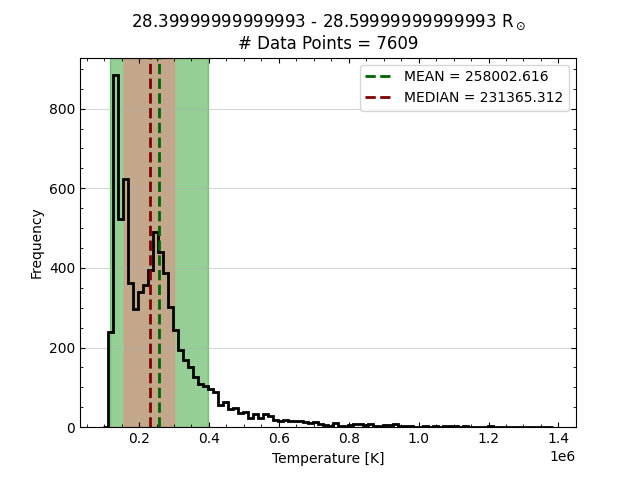 28.39999999999993 - 28.59999999999993 R⊙
# Data Points = 7609
MEAN = 258002.616
MEDIAN = 231365.312
Frequency
800
600
400
200
0
0.2 0.4 0.6 0.8 1.0 1.2 1.4
1e6
Temperature [K]